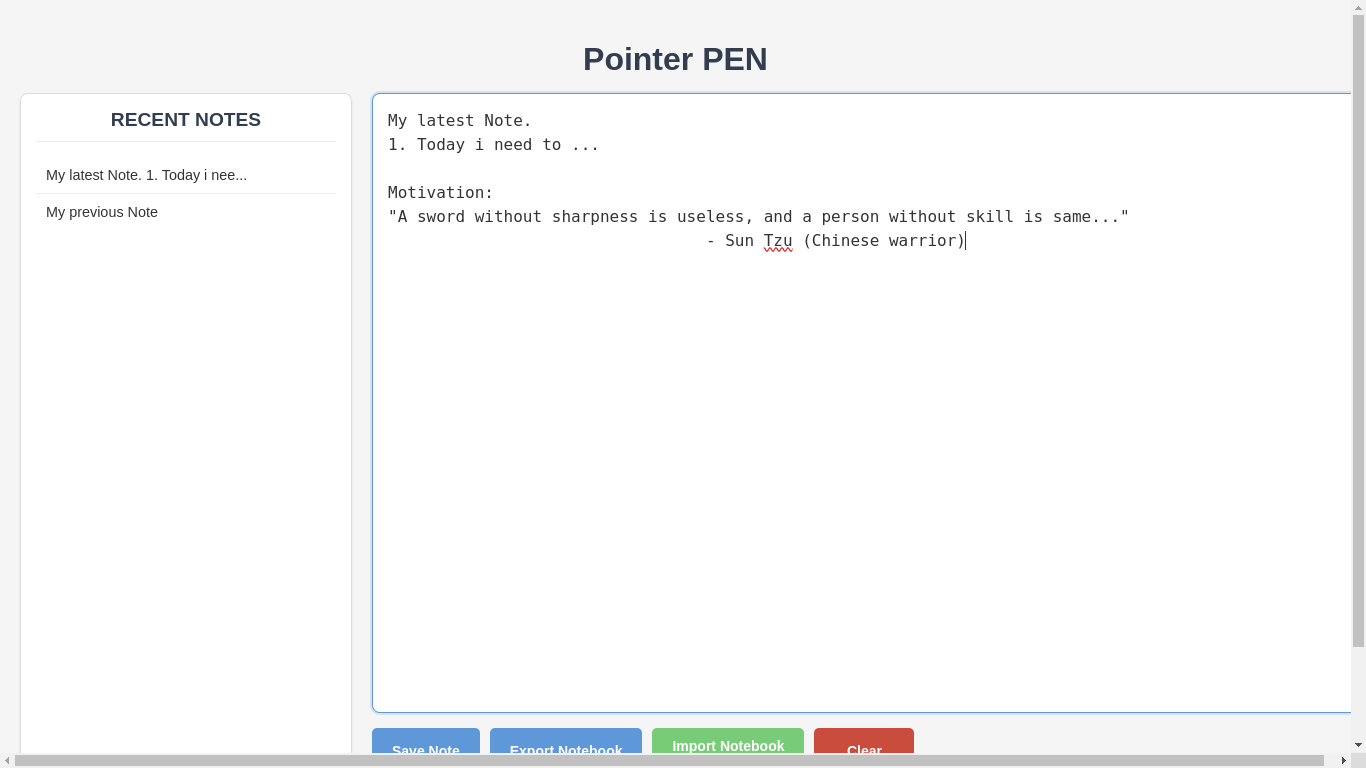 Pointer PEN
RECENT NOTES
My latest Note. 1. Today i nee...
My previous Note
My latest Note.
1. Today i need to ...
Motivation:
"A sword without sharpness is useless, and a person without skill is same..."
- Sun Tzu (Chinese warrior)
Save Note
Export Notebook
Import Notebook
Clear